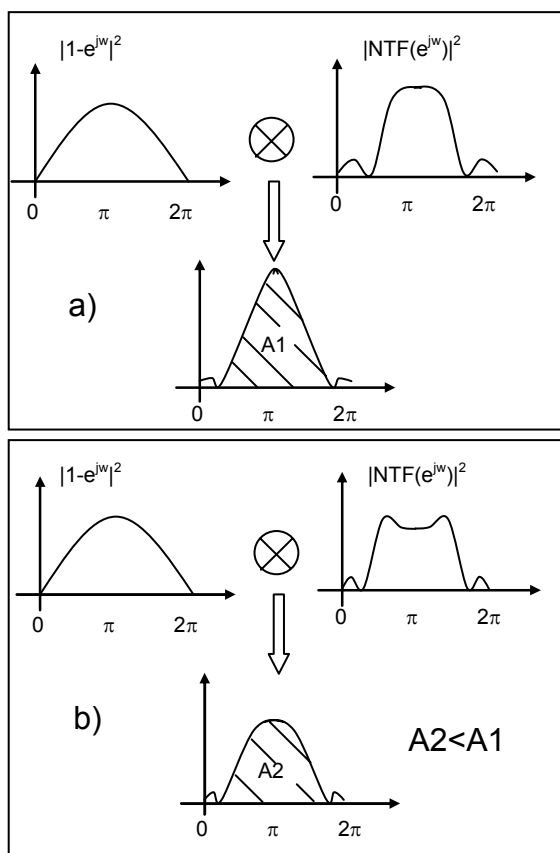 |1-e^{jw}|^2 |NTF(e^{jw})|^2
0 π 2π 0 π 2π
a)
A1
0 π 2π
|1-e^{jw}|^2 |NTF(e^{jw})|^2
0 π 2π 0 π 2π
b) A2<A1
A2
0 π 2π